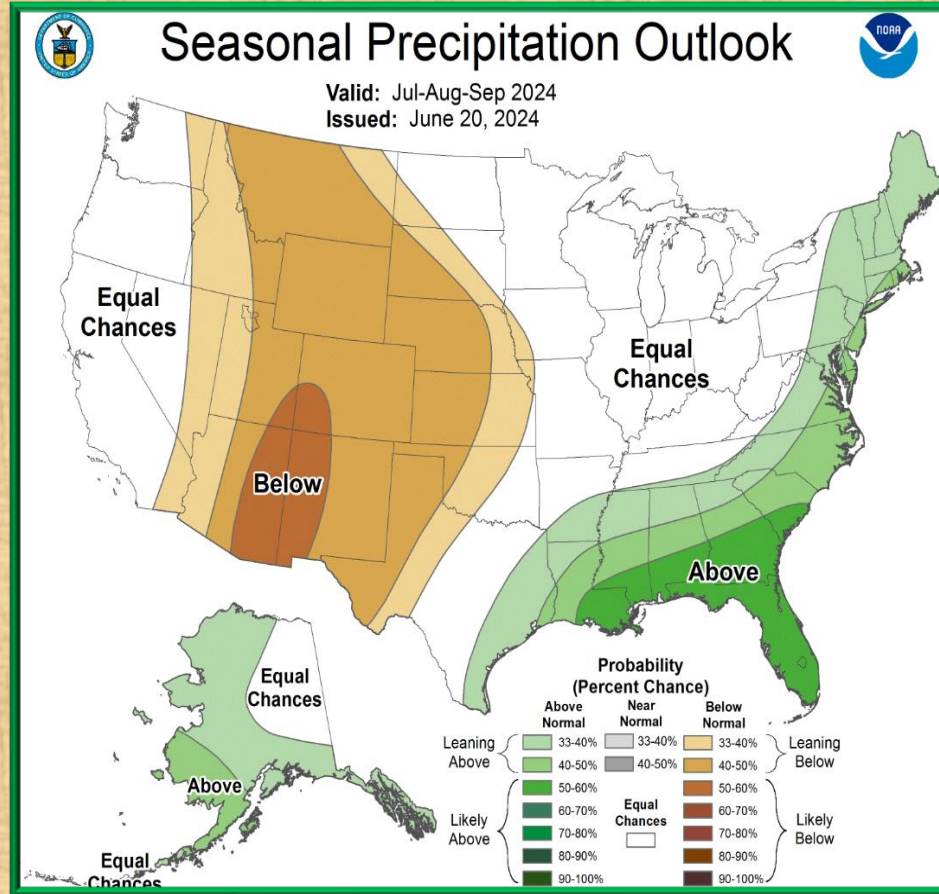 Seasonal Precipitation Outlook
NOAA
Valid: Jul-Aug-Sep 2024
Issued: June 20, 2024
Equal
Chances
Equal
Chances
Below
Above
Equal
Chances
Above
Equal
Chances
Probability
(Percent Chance)
Above
Normal
Near
Normal
Below
Normal
Leaning
Above
33-40%
33-40%
33-40%
Leaning
Below
40-50%
40-50%
40-50%
Likely
Above
50-60%
50-60%
Likely
Below
60-70%
Equal
Chances
60-70%
70-80%
70-80%
80-90%
80-90%
90-100%
90-100%